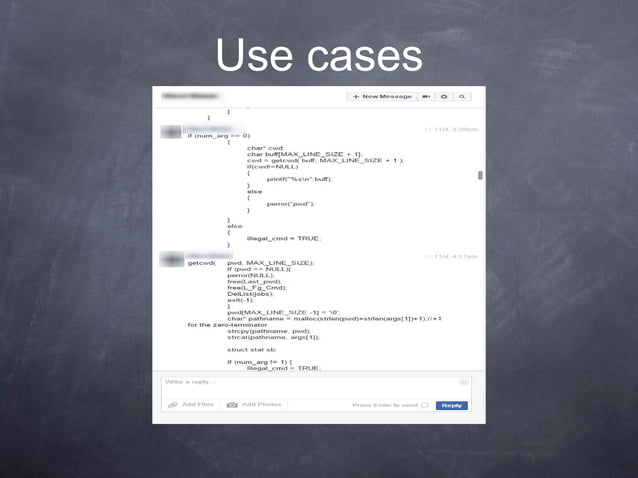 Use cases
+ New Message
}
}
if (num_arg == 0)
11/4, 3:28pm
{
char* cwd;
char buff[MAX_LINE_SIZE + 1];
cwd = getcwd( buff, MAX_LINE_SIZE + 1 );
if(cwd!=NULL)
{
printf("%s\n",buff);
}
else
{
perror("pwd");
}
}
else
{
illegal_cmd = TRUE;
}
11/4, 4:21pm
getcwd( pwd, MAX_LINE_SIZE);
if (pwd == NULL){
perror(NULL);
free(Last_pwd);
free(L_Fg_Cmd);
DelList(jobs);
exit(-1);
}
pwd[MAX_LINE_SIZE -1] = '\0';
char* pathname = malloc(strlen(pwd)+strlen(args[1])+1);//+1
for the zero-terminator
strcpy(pathname, pwd);
strcat(pathname, args[1]);
struct stat sb;
if (num_arg != 1) {
illegal_cmd = TRUE;
Write a reply...
Add Files
Add Photos
Press Enter to send
Reply